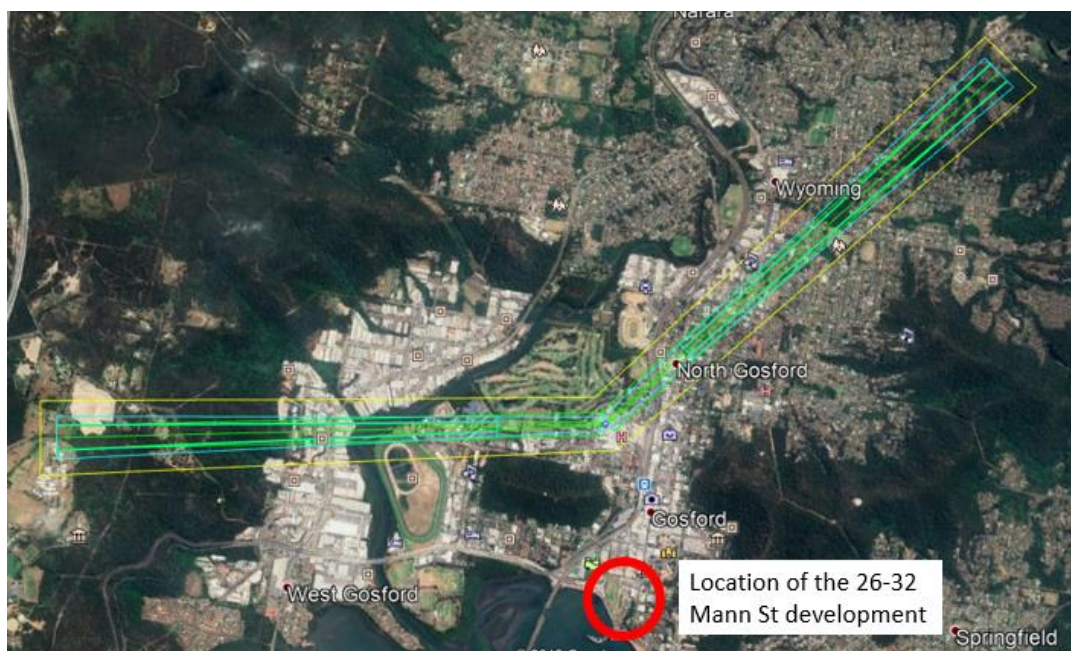 Narara
Wyoming
North Gosford
H
Gosford
West Gosford
Location of the 26-32
Mann St development
Springfield